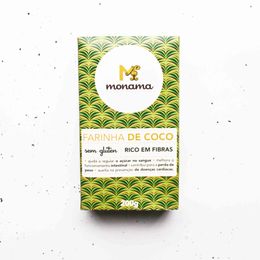 monama
FARINHA DE COCO
sem glúten RICO EM FIBRAS
• ajuda a regular o açúcar no sangue • melhora o
funcionamento intestinal • contribui para a perda de
peso • auxilia na prevenção de doenças cardíacas
200g